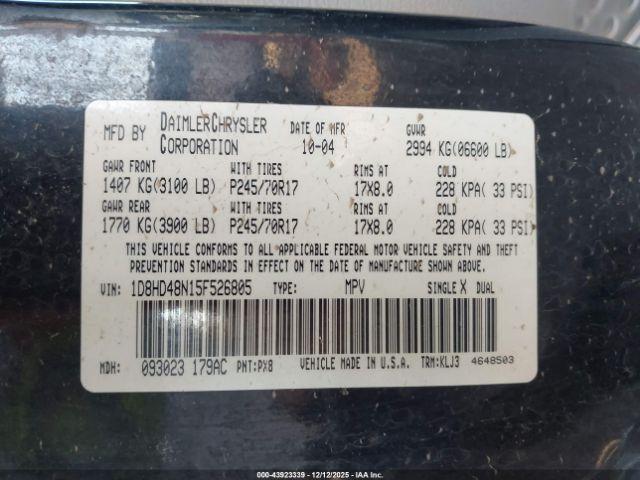 MFD BY DAIMLERCHRYSLER CORPORATION DATE OF MFR 10-04 GVWR 2994 KG(06600 LB)
GAWR FRONT WITH TIRES RIMS AT COLD
1407 KG(3100 LB) P245/70R17 17X8.0 228 KPA( 33 PSI)
GAWR REAR WITH TIRES RIMS AT COLD
1770 KG(3900 LB) P245/70R17 17X8.0 228 KPA( 33 PSI)
THIS VEHICLE CONFORMS TO ALL APPLICABLE FEDERAL MOTOR VEHICLE SAFETY AND THEFT
PREVENTION STANDARDS IN EFFECT ON THE DATE OF MANUFACTURE SHOWN ABOVE.
VIN: 1D8HD48N15F526805 TYPE: MPV SINGLE X DUAL
MDH: 093023 179AC PNT:PX8 VEHICLE MADE IN U.S.A. TRM:KLJ3 4648503
000-43923339 - 12/12/2025 - IAA Inc.